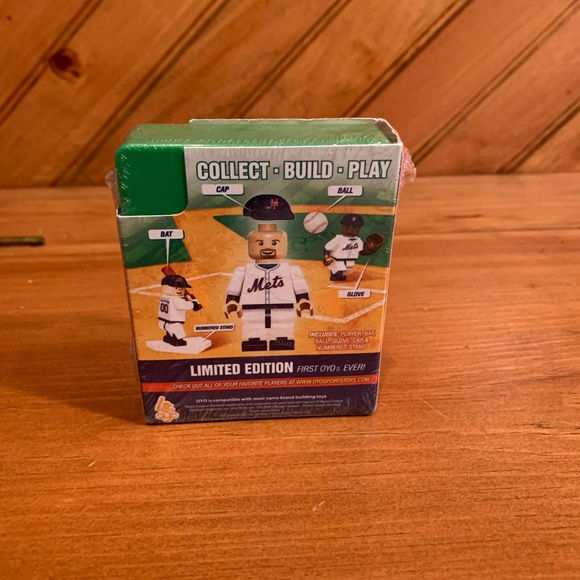 COLLECT · BUILD · PLAY
CAP
BALL
BAT
Mets
Mets
GLOVE
00
NUMBERED STAND
INCLUDES: PLAYER, BAT,
BALL, GLOVE, CAP &
NUMBERED STAND
LIMITED EDITION FIRST OYOs EVER!
CHECK OUT ALL OF YOUR FAVORITE PLAYERS AT WWW.OYOSPORTSTOYS.COM
OYO is compatible with most name brand building toys